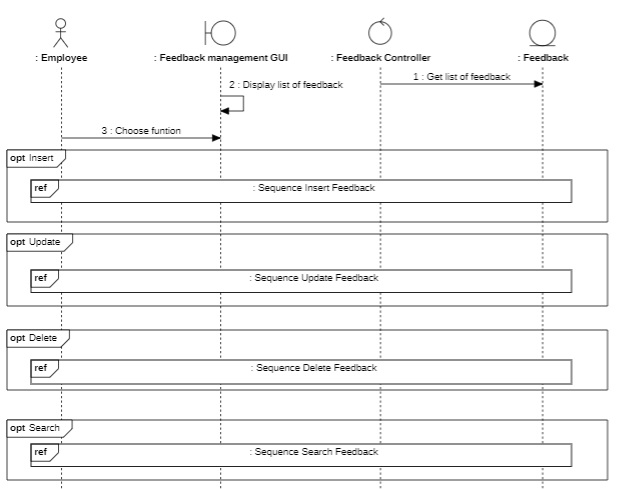 : Employee
: Feedback management GUI
: Feedback Controller
: Feedback
1 : Get list of feedback
2 : Display list of feedback
3 : Choose funtion
opt Insert
ref
: Sequence Insert Feedback
opt Update
ref
: Sequence Update Feedback
opt Delete
ref
: Sequence Delete Feedback
opt Search
ref
: Sequence Search Feedback